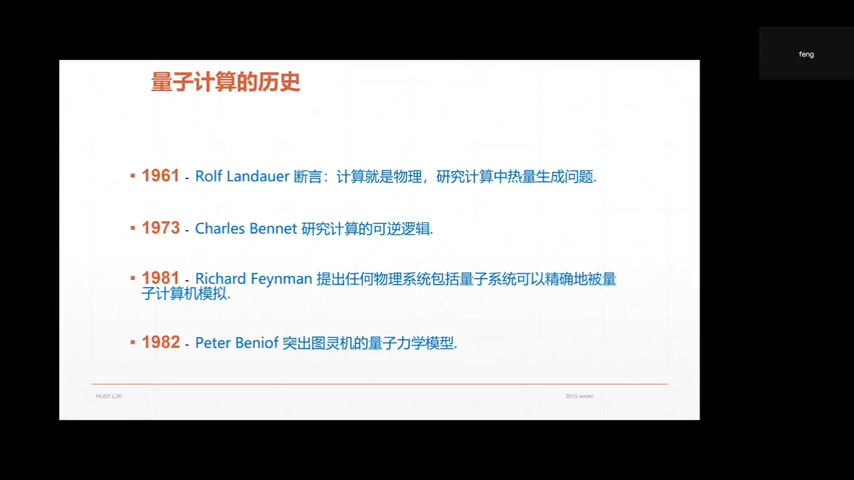 feng
量子计算的历史
▪ 1961 - Rolf Landauer 断言：计算就是物理，研究计算中热量生成问题.
▪ 1973 - Charles Bennet 研究计算的可逆逻辑.
▪ 1981 - Richard Feynman 提出任何物理系统包括量子系统可以精确地被量
子计算机模拟.
▪ 1982 - Peter Beniof 突出图灵机的量子力学模型.
HUST-LSF
2015 winter